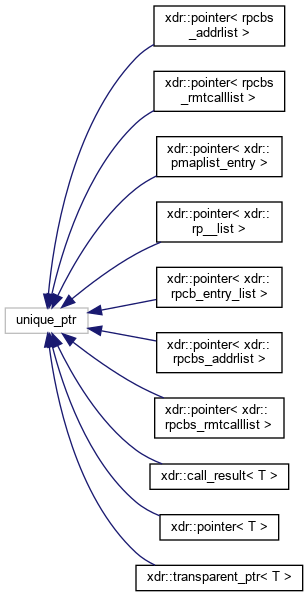 xdr::pointer< rpcbs
_addrlist >
xdr::pointer< rpcbs
_rmtcalllist >
xdr::pointer< xdr::
pmaplist_entry >
xdr::pointer< xdr::
rp__list >
xdr::pointer< xdr::
rpcb_entry_list >
unique_ptr
xdr::pointer< xdr::
rpcbs_addrlist >
xdr::pointer< xdr::
rpcbs_rmtcalllist >
xdr::call_result< T >
xdr::pointer< T >
xdr::transparent_ptr< T >